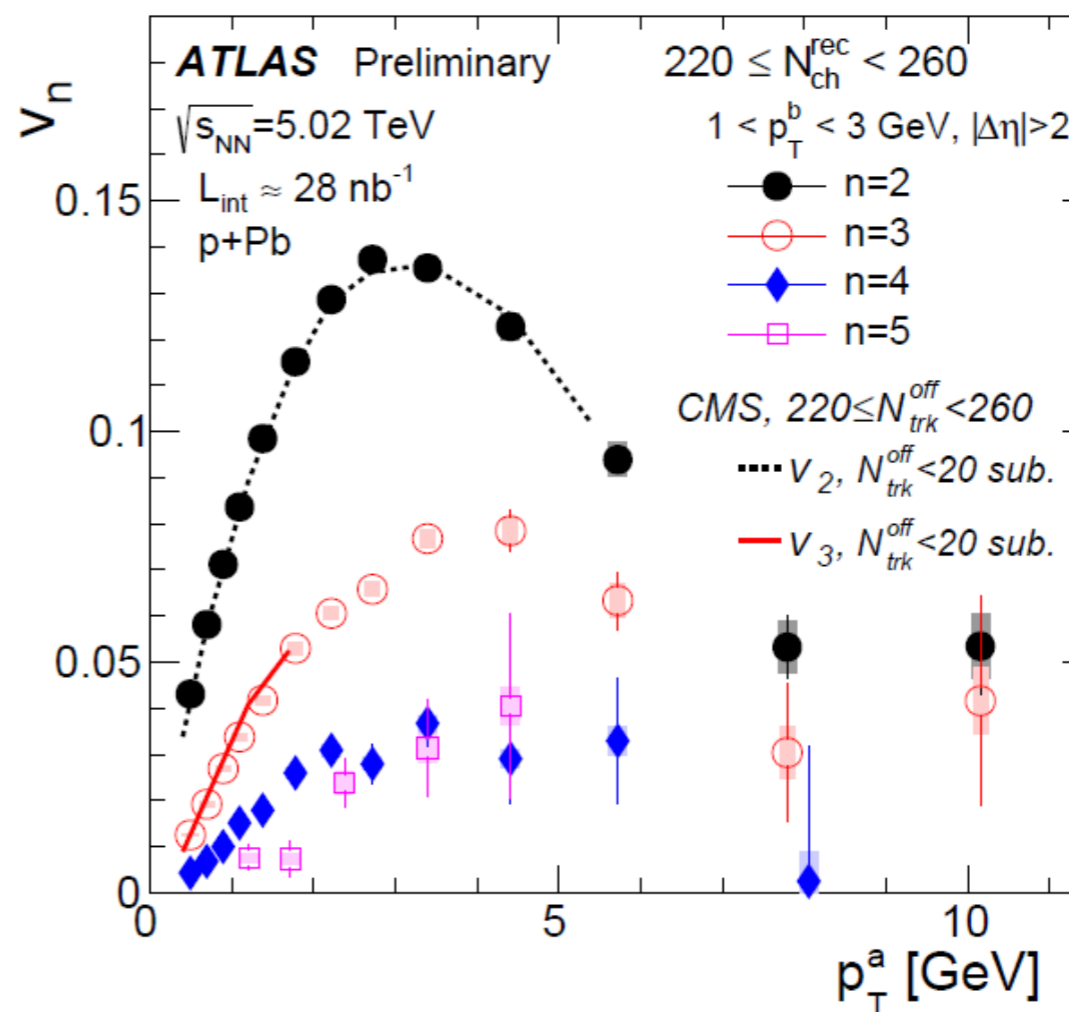 ATLAS Preliminary
220 ≤ N_ch^rec < 260
√s_NN=5.02 TeV
1 < p_T^b < 3 GeV, |Δη|>2
L_int ≈ 28 nb⁻¹
p+Pb
n=2
n=3
n=4
n=5
CMS, 220≤N_trk^off<260
v_2, N_trk^off<20 sub.
v_3, N_trk^off<20 sub.
v_n
0.15
0.1
0.05
0
0 5 10
p_T^a [GeV]